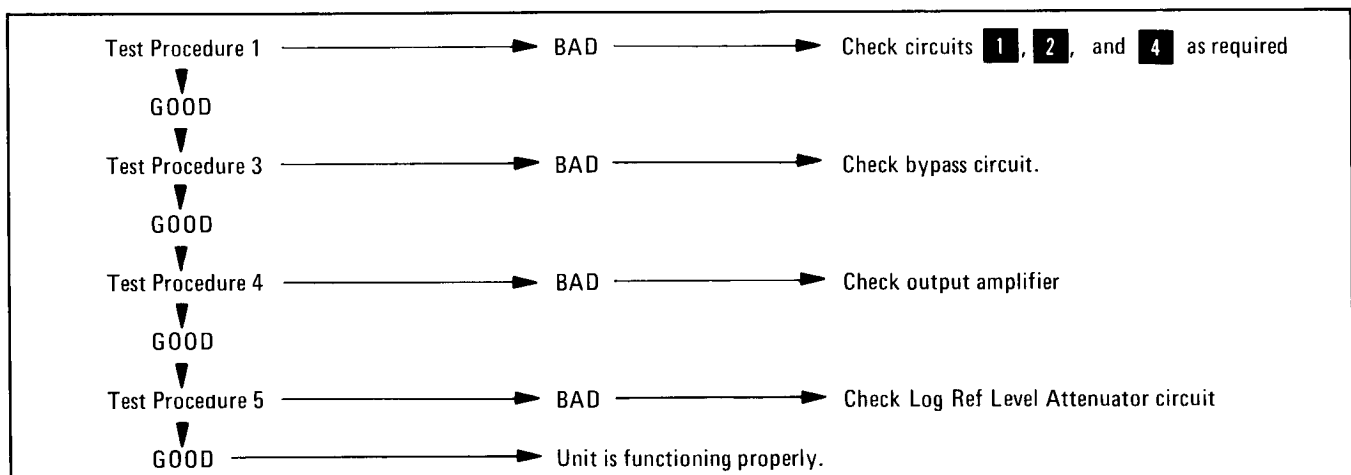 Test Procedure 1 BAD Check circuits 1, 2, and 4 as required
GOOD
Test Procedure 3 BAD Check bypass circuit.
GOOD
Test Procedure 4 BAD Check output amplifier
GOOD
Test Procedure 5 BAD Check Log Ref Level Attenuator circuit
GOOD Unit is functioning properly.